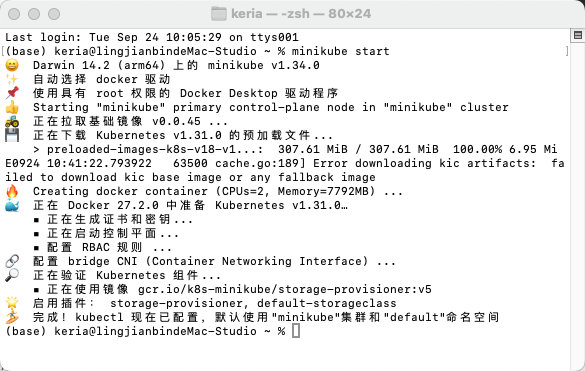 keria — -zsh — 80×24
Last login: Tue Sep 24 10:05:29 on ttys001
(base) keria@lingjianbindeMac-Studio ~ % minikube start
😄  Darwin 14.2 (arm64) 上的 minikube v1.34.0
✨  自动选择 docker 驱动
📌  使用具有 root 权限的 Docker Desktop 驱动程序
👍  Starting "minikube" primary control-plane node in "minikube" cluster
🚜  正在拉取基础镜像 v0.0.45 ...
💾  正在下载 Kubernetes v1.31.0 的预加载文件...
    > preloaded-images-k8s-v18-v1...:  307.61 MiB / 307.61 MiB  100.00% 6.95 Mi
E0924 10:41:22.793922   63500 cache.go:189] Error downloading kic artifacts:  fa
iled to download kic base image or any fallback image
🔥  Creating docker container (CPUs=2, Memory=7792MB) ...
🐳  正在 Docker 27.2.0 中准备 Kubernetes v1.31.0…
    ▪ 正在生成证书和密钥...
    ▪ 正在启动控制平面...
    ▪ 配置 RBAC 规则 ...
🔗  配置 bridge CNI (Container Networking Interface) ...
🔎  正在验证 Kubernetes 组件...
    ▪ 正在使用镜像 gcr.io/k8s-minikube/storage-provisioner:v5
🌟  启用插件： storage-provisioner, default-storageclass
🏄  完成！kubectl 现在已配置，默认使用"minikube"集群和"default"命名空间
(base) keria@lingjianbindeMac-Studio ~ %